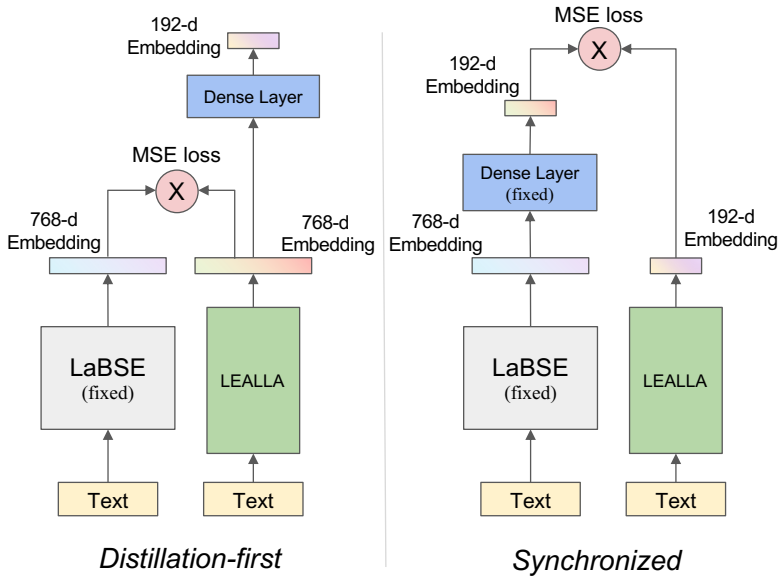 192-d
Embedding
Dense Layer
MSE loss
X
768-d
Embedding
768-d
Embedding
LaBSE
(fixed)
LEALLA
Text
Text
Distillation-first
MSE loss
X
192-d
Embedding
Dense Layer
(fixed)
768-d
Embedding
192-d
Embedding
LaBSE
(fixed)
LEALLA
Text
Text
Synchronized